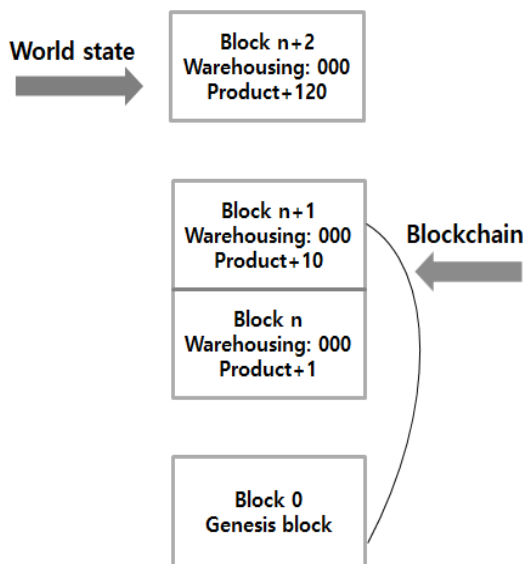 World state
Block n+2
Warehousing: 000
Product+120
Block n+1
Warehousing: 000
Product+10
Blockchain
Block n
Warehousing: 000
Product+1
Block 0
Genesis block